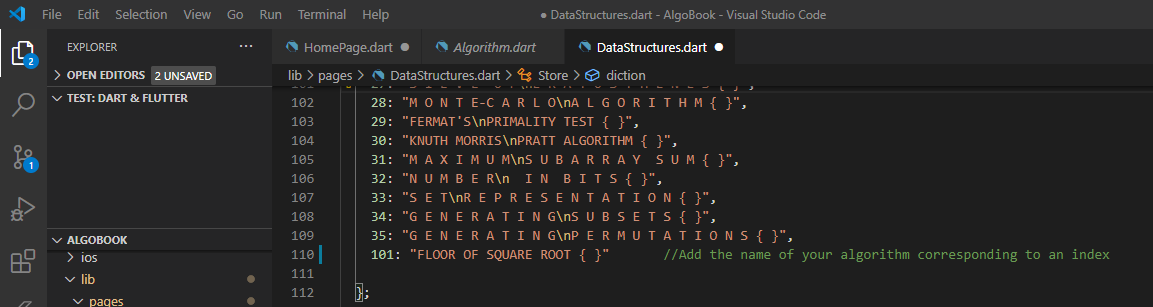 File Edit Selection View Go Run Terminal Help ● DataStructures.dart - AlgoBook - Visual Studio Code
EXPLORER ···
HomePage.dart ● Algorithm.dart DataStructures.dart ●
2
OPEN EDITORS 2 UNSAVED
lib > pages > DataStructures.dart > Store > diction
TEST: DART & FLUTTER
102 28: "M O N T E-C A R L O\nA L G O R I T H M { }",
103 29: "FERMAT'S\nPRIMALITY TEST { }",
104 30: "KNUTH MORRIS\nPRATT ALGORITHM { }",
105 31: "M A X I M U M\nS U B A R R A Y  S U M { }",
1
106 32: "N U M B E R\n  I N  B I T S { }",
107 33: "S E T\nR E P R E S E N T A T I O N { }",
108 34: "G E N E R A T I N G\nS U B S E T S { }",
109 35: "G E N E R A T I N G\nP E R M U T A T I O N S { }",
ALGOBOOK
110 101: "FLOOR OF SQUARE ROOT { }" //Add the name of your algorithm corresponding to an index
> ios
111
lib
112 };
pages